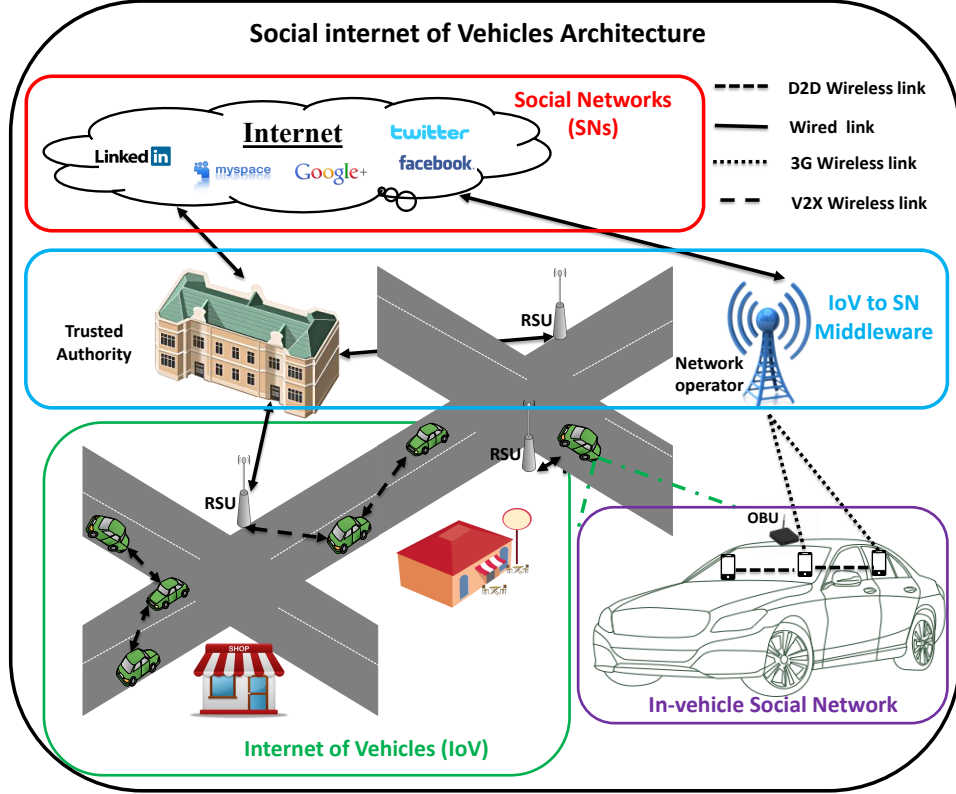 Social internet of Vehicles Architecture
Social Networks
(SNs)
Internet
twitter
Linked in
myspace
Google+
facebook.
D2D Wireless link
Wired link
3G Wireless link
V2X Wireless link
Trusted
Authority
RSU
IoV to SN
Middleware
Network
operator
RSU
RSU
OBU
SHOP
In-vehicle Social Network
Internet of Vehicles (IoV)